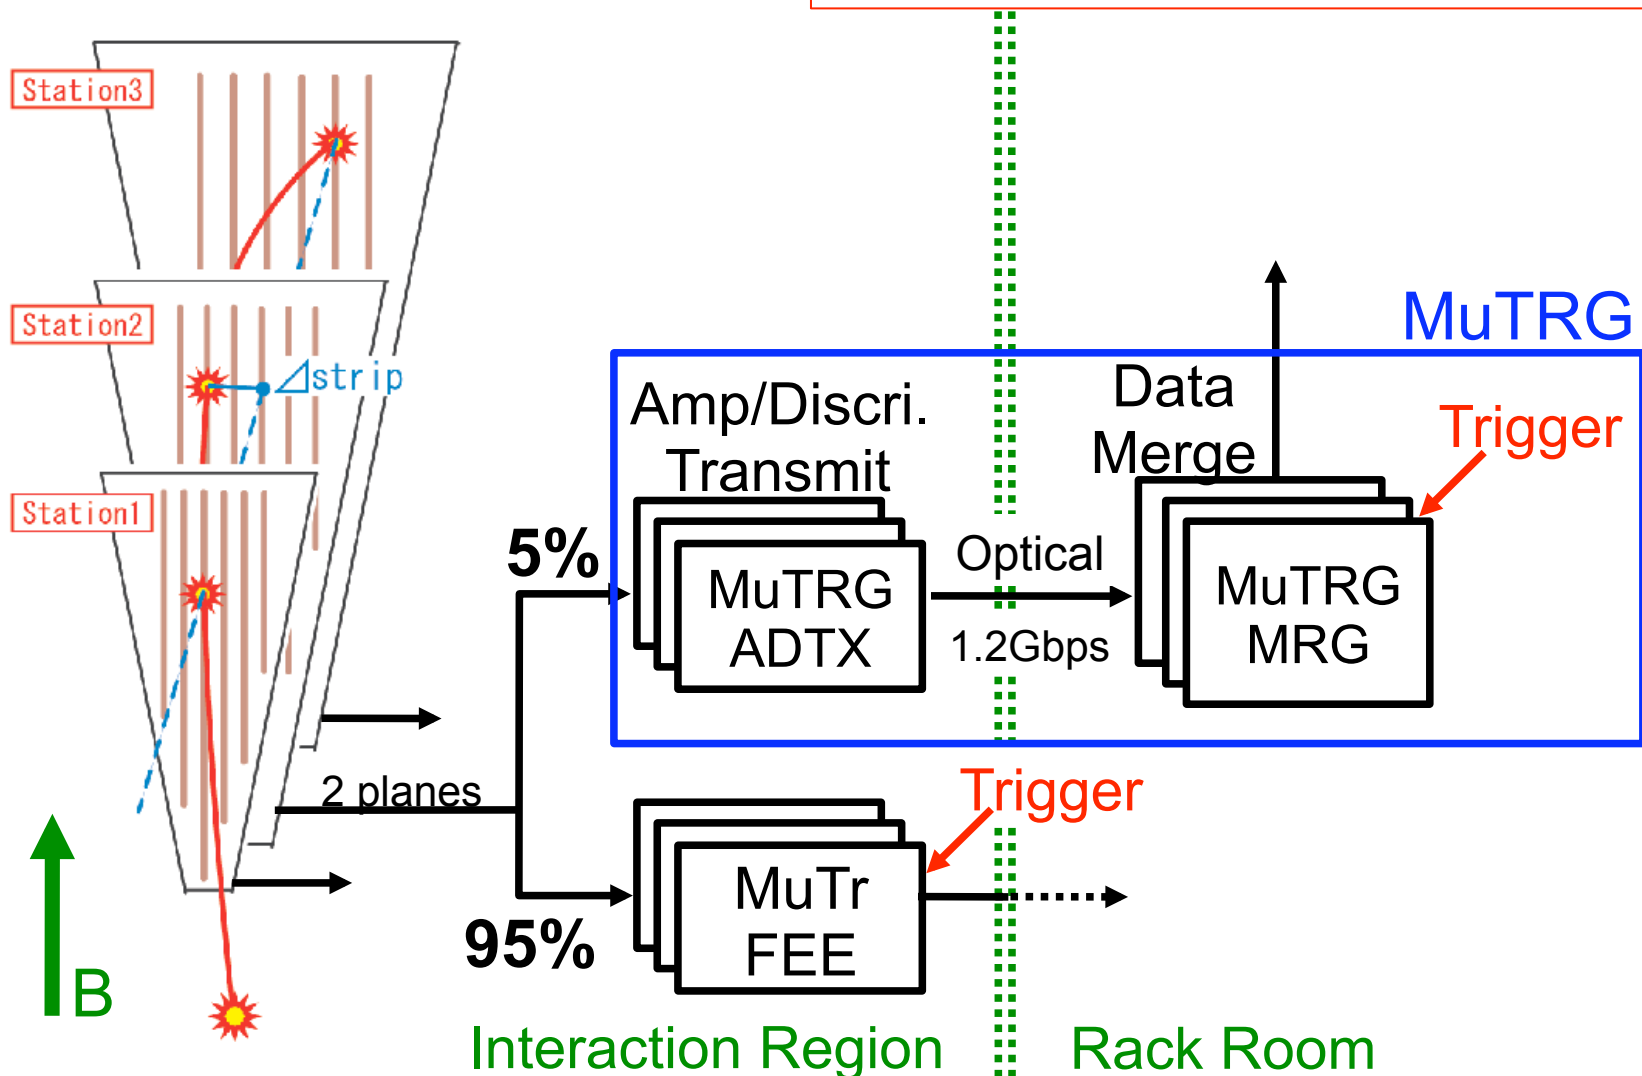 Station3
Station2
⊿strip
Station1
MuTRG
Amp/Discri.
Transmit
Data
Merge
Trigger
5%
MuTRG
ADTX
Optical
1.2Gbps
MuTRG
MRG
2 planes
Trigger
95%
MuTr
FEE
B
Interaction Region
Rack Room